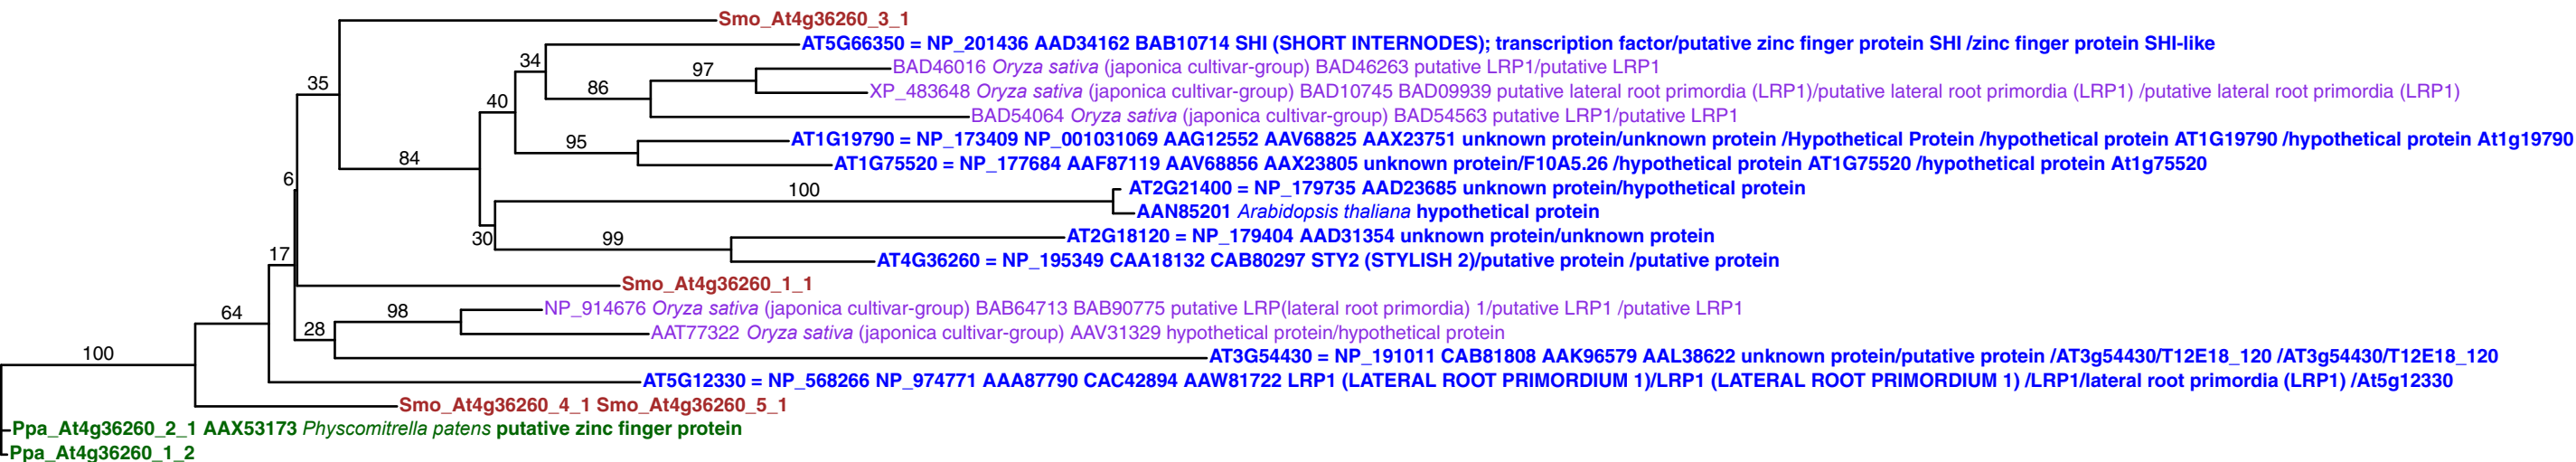 Smo_At4g36260_3_1
34 AT5G66350 = NP_201436 AAD34162 BAB10714 SHI (SHORT INTERNODES); transcription factor/putative zinc finger protein SHI /zinc finger protein SHI-like
97 BAD46016 Oryza sativa (japonica cultivar-group) BAD46263 putative LRP1/putative LRP1
35 86 XP_483648 Oryza sativa (japonica cultivar-group) BAD10745 BAD09939 putative lateral root primordia (LRP1)/putative lateral root primordia (LRP1) /putative lateral root primordia (LRP1)
40 BAD54064 Oryza sativa (japonica cultivar-group) BAD54563 putative LRP1/putative LRP1
95 AT1G19790 = NP_173409 NP_001031069 AAG12552 AAV68825 AAX23751 unknown protein/unknown protein /Hypothetical Protein /hypothetical protein AT1G19790 /hypothetical protein At1g19790
84 AT1G75520 = NP_177684 AAF87119 AAV68856 AAX23805 unknown protein/F10A5.26 /hypothetical protein AT1G75520 /hypothetical protein At1g75520
6 100 AT2G21400 = NP_179735 AAD23685 unknown protein/hypothetical protein
AAN85201 Arabidopsis thaliana hypothetical protein
30 99 AT2G18120 = NP_179404 AAD31354 unknown protein/unknown protein
17 AT4G36260 = NP_195349 CAA18132 CAB80297 STY2 (STYLISH 2)/putative protein /putative protein
Smo_At4g36260_1_1
64 98 NP_914676 Oryza sativa (japonica cultivar-group) BAB64713 BAB90775 putative LRP(lateral root primordia) 1/putative LRP1 /putative LRP1
28 AAT77322 Oryza sativa (japonica cultivar-group) AAV31329 hypothetical protein/hypothetical protein
100 AT3G54430 = NP_191011 CAB81808 AAK96579 AAL38622 unknown protein/putative protein /AT3g54430/T12E18_120 /AT3g54430/T12E18_120
AT5G12330 = NP_568266 NP_974771 AAA87790 CAC42894 AAW81722 LRP1 (LATERAL ROOT PRIMORDIUM 1)/LRP1 (LATERAL ROOT PRIMORDIUM 1) /LRP1/lateral root primordia (LRP1) /At5g12330
Smo_At4g36260_4_1 Smo_At4g36260_5_1
Ppa_At4g36260_2_1 AAX53173 Physcomitrella patens putative zinc finger protein
Ppa_At4g36260_1_2